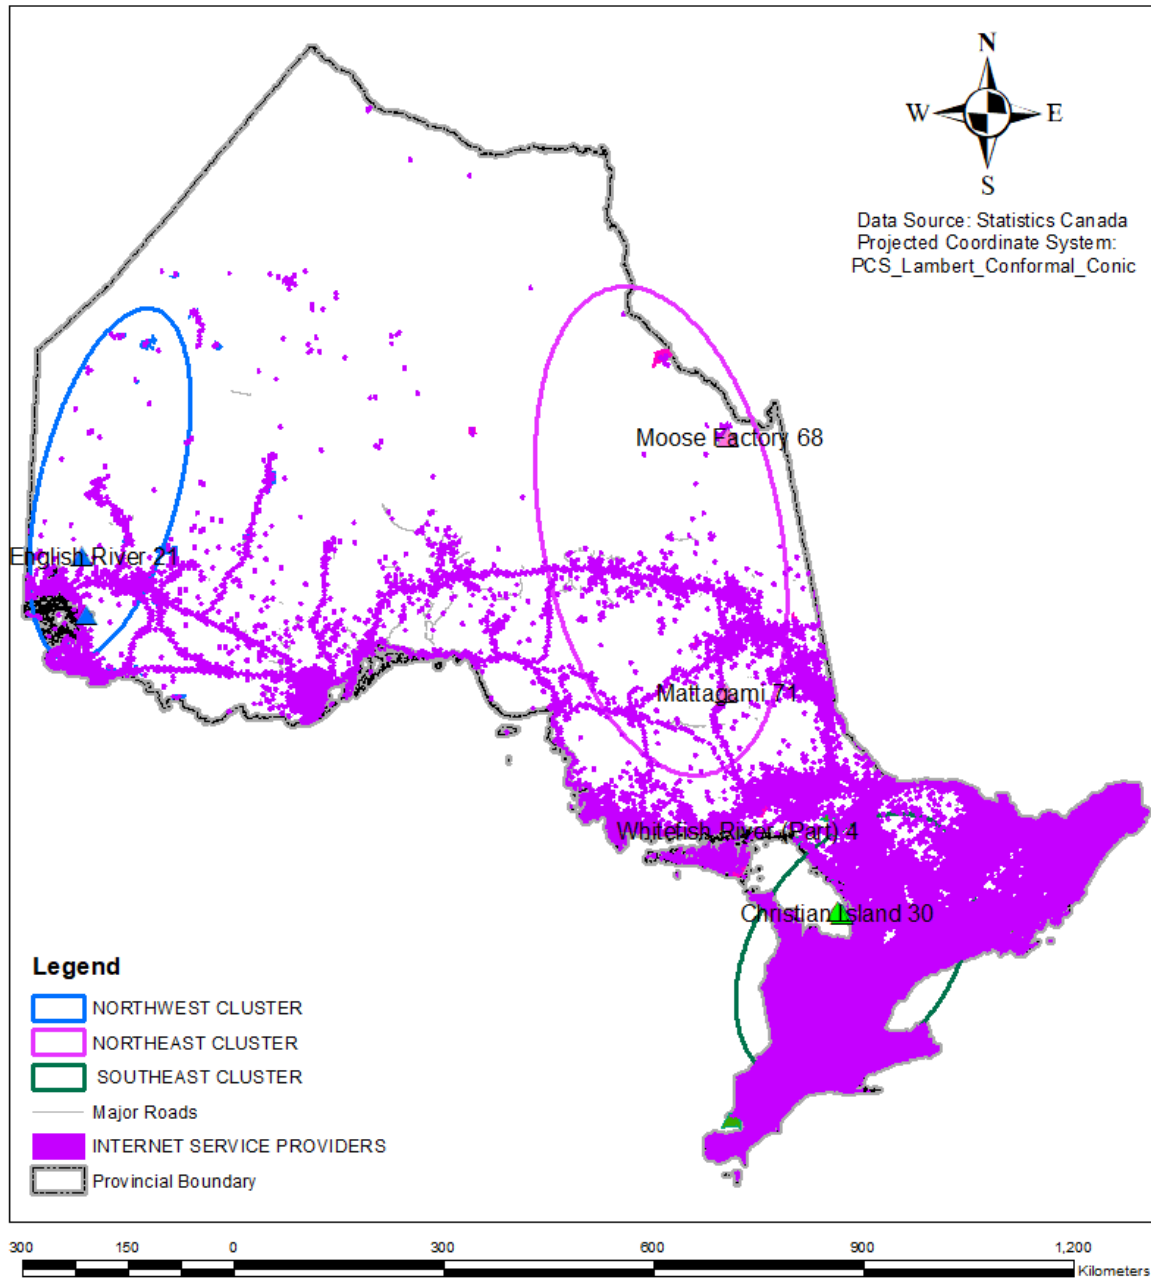 N
W E
S
Data Source: Statistics Canada
Projected Coordinate System:
PCS_Lambert_Conformal_Conic
Moose Factory 68
English River 21
Mattagami 71
Whitefish River (Part) 4
Christian Island 30
Legend
NORTHWEST CLUSTER
NORTHEAST CLUSTER
SOUTHEAST CLUSTER
Major Roads
INTERNET SERVICE PROVIDERS
Provincial Boundary
300 150 0 300 600 900 1,200
Kilometers